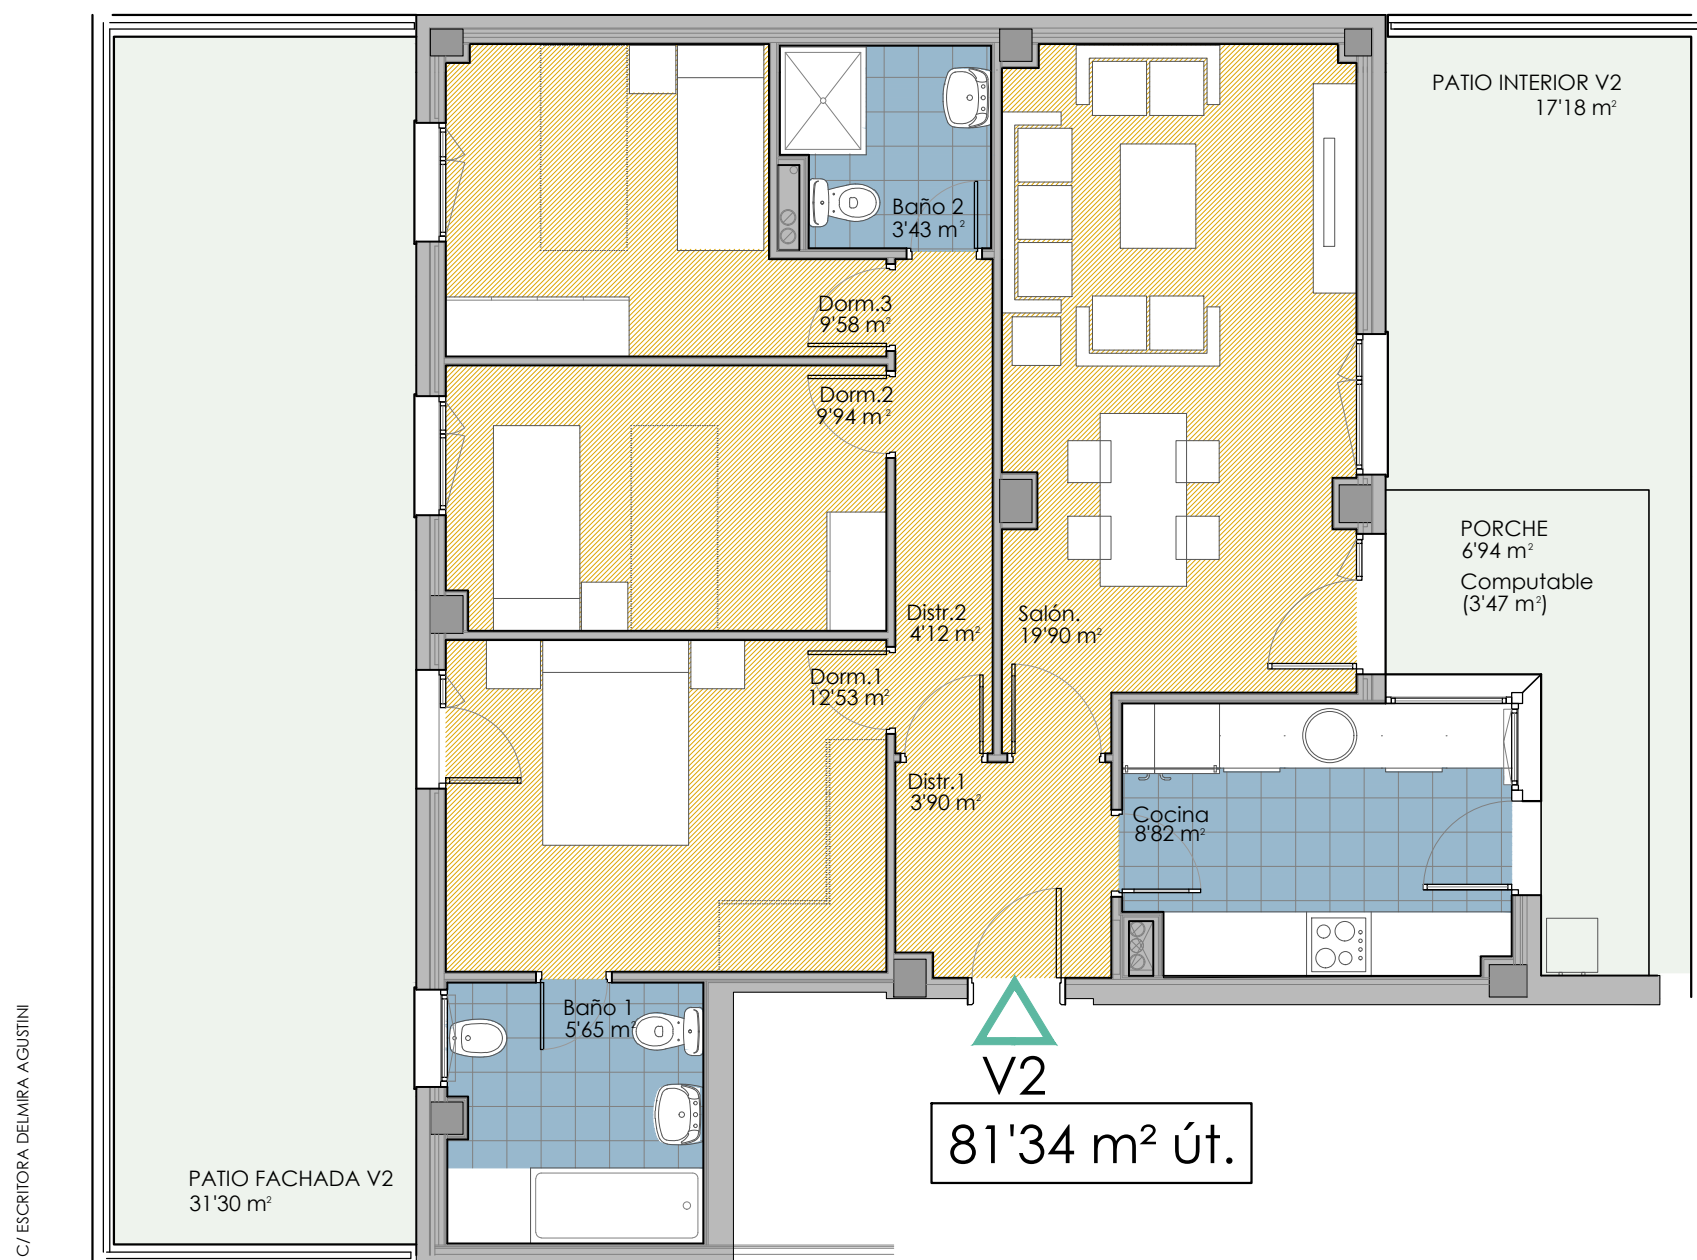 PATIO INTERIOR V2
17'18 m²
Baño 2
3'43 m²
Dorm.3
9'58 m²
Dorm.2
9'94 m²
PORCHE
6'94 m²
Computable
(3'47 m²)
Distr.2
4'12 m²
Salón.
19'90 m²
Dorm.1
12'53 m²
Distr.1
3'90 m²
Cocina
8'82 m²
Baño 1
5'65 m²
V2
81'34 m² út.
PATIO FACHADA V2
31'30 m²
C/ ESCRITORA DELMIRA AGUSTINI